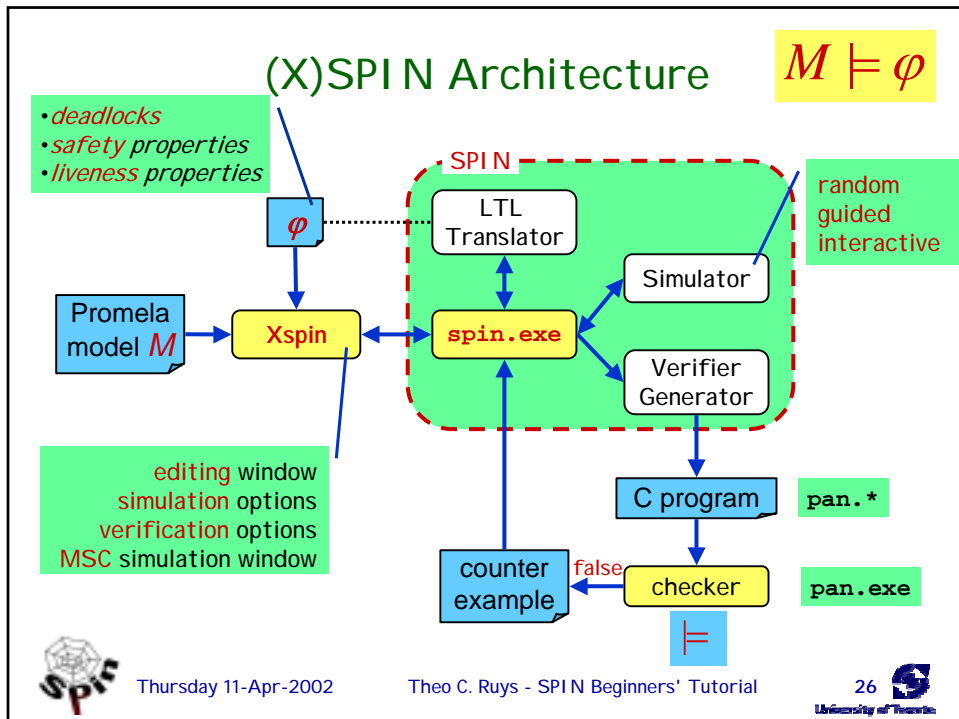 (X)SPIN Architecture
M |= φ
•deadlocks
•safety properties
•liveness properties
SPIN
φ
LTL
Translator
random
guided
interactive
Simulator
Promela
model M
Xspin
spin.exe
Verifier
Generator
editing window
simulation options
verification options
MSC simulation window
C program
pan.*
counter
example
false
checker
pan.exe
|=
Spin
Thursday 11-Apr-2002
Theo C. Ruys - SPIN Beginners' Tutorial
26
University of Twente